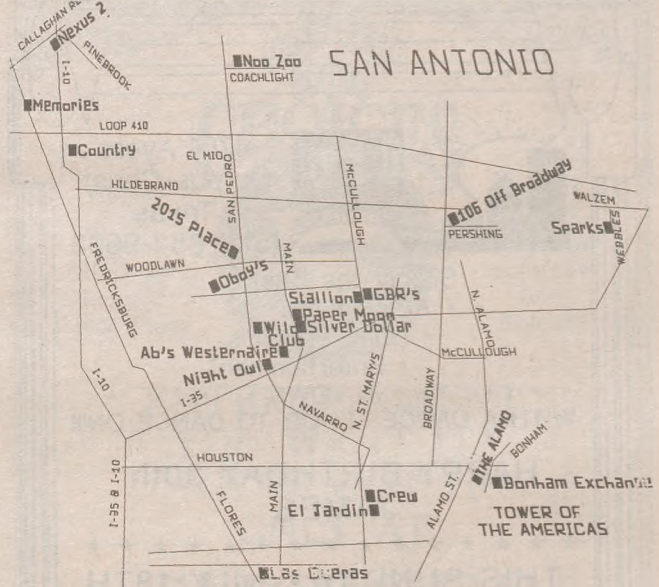 CALLAGHAN
Nexus 2
PINEBROOK
I-10
Noo Zoo
COACHLIGHT
SAN ANTONIO
Memories
LOOP 410
Country
EL MIO
HILDEBRAND
SAN PEDRO
McCULLOUGH
106 Off Broadway
PERSHING
WALZEM
Sparks
WEBBLES
2015 Place
MAIN
WOODLAWN
Oboy's
FREDRICKSBURG
Stallion
GBR's
Paper Moon
Wild
Club
Silver Dollar
N. ALAMO
McCULLOUGH
Ab's Westernaire
Night Owl
I-35
I-10
NAVARRO
N. ST. MARY'S
BROADWAY
HOUSTON
THE ALAMO
BONHAM
I-35 & I-10
FLORES
MAIN
Crew
El Jardin
ALAMO ST.
Bonham Exchange
TOWER OF
THE AMERICAS
Las Gueras